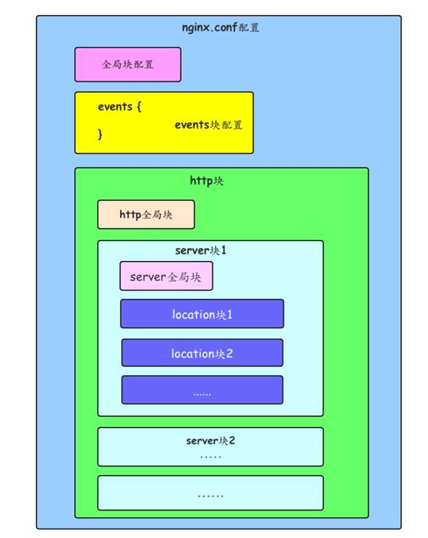 nginx.conf配置
全局块配置
events {
events块配置
}
http块
http全局块
server块1
server全局块
location块1
location块2
......
server块2
.....
......